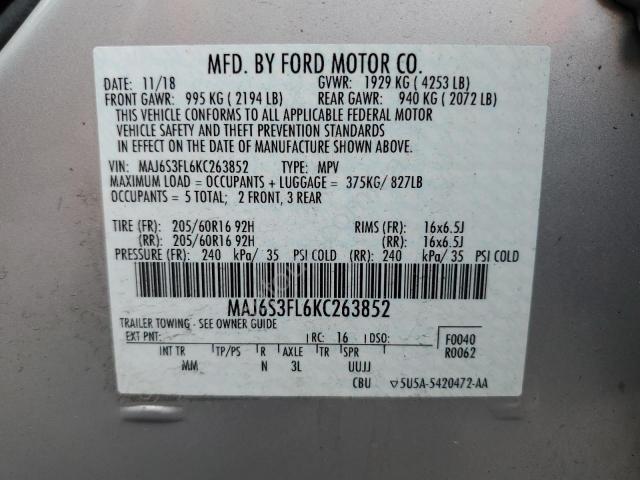 MFD. BY FORD MOTOR CO.
DATE: 11/18 GVWR: 1929 KG ( 4253 LB)
FRONT GAWR: 995 KG ( 2194 LB) REAR GAWR: 940 KG ( 2072 LB)
THIS VEHICLE CONFORMS TO ALL APPLICABLE FEDERAL MOTOR
VEHICLE SAFETY AND THEFT PREVENTION STANDARDS
IN EFFECT ON THE DATE OF MANUFACTURE SHOWN ABOVE.
VIN: MAJ6S3FL6KC263852 TYPE: MPV
MAXIMUM LOAD = OCCUPANTS + LUGGAGE = 375KG/ 827LB
OCCUPANTS = 5 TOTAL; 2 FRONT, 3 REAR
TIRE (FR): 205/60R16 92H RIMS (FR): 16x6.5J
(RR): 205/60R16 92H (RR): 16x6.5J
PRESSURE (FR): 240 kPa/ 35 PSI COLD (RR): 240 kPa/ 35 PSI COLD
MAJ6S3FL6KC263852
TRAILER TOWING - SEE OWNER GUIDE
EXT PNT: RC: 16 DSO: F0040
R0062
INT TR TP/PS R AXLE TR SPR
MM N 3L UUJJ
CBU ▽5U5A-5420472-AA